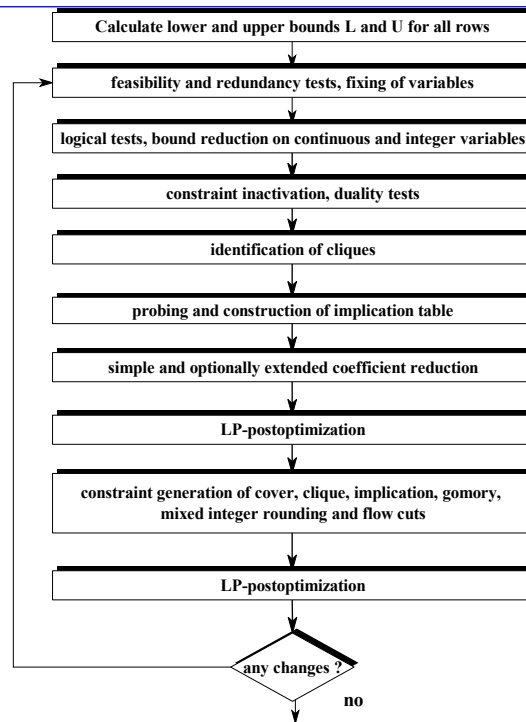 Calculate lower and upper bounds L and U for all rows
feasibility and redundancy tests, fixing of variables
logical tests, bound reduction on continuous and integer variables
constraint inactivation, duality tests
identification of cliques
probing and construction of implication table
simple and optionally extended coefficient reduction
LP-postoptimization
constraint generation of cover, clique, implication, gomory,
mixed integer rounding and flow cuts
LP-postoptimization
any changes ?
no